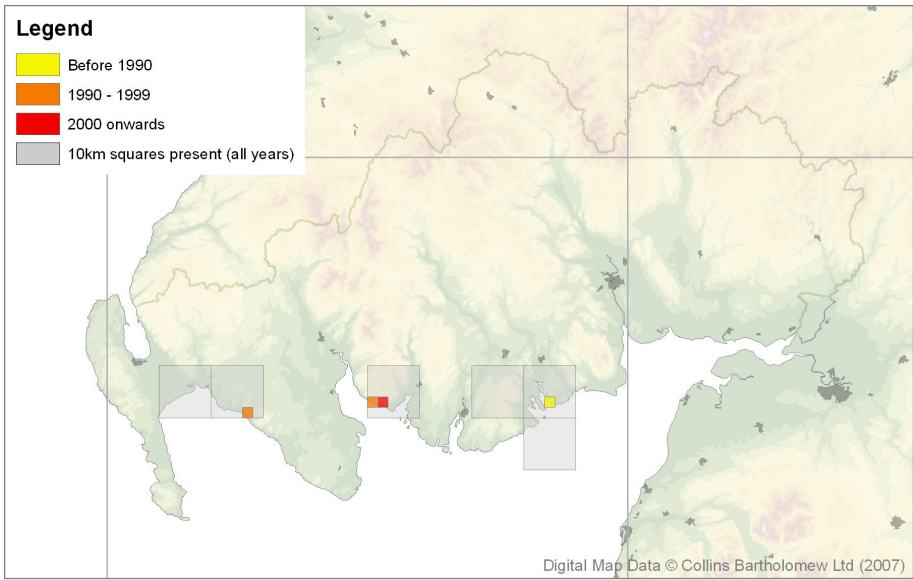 Legend
Before 1990
1990 - 1999
2000 onwards
10km squares present (all years)
Digital Map Data © Collins Bartholomew Ltd (2007)